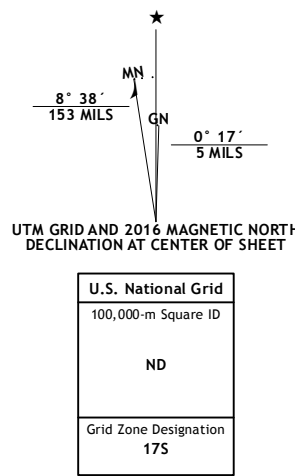 ★
MN
8° 38´
153 MILS
GN
0° 17´
5 MILS
UTM GRID AND 2016 MAGNETIC NORTH
DECLINATION AT CENTER OF SHEET
U.S. National Grid
100,000-m Square ID
ND
Grid Zone Designation
17S